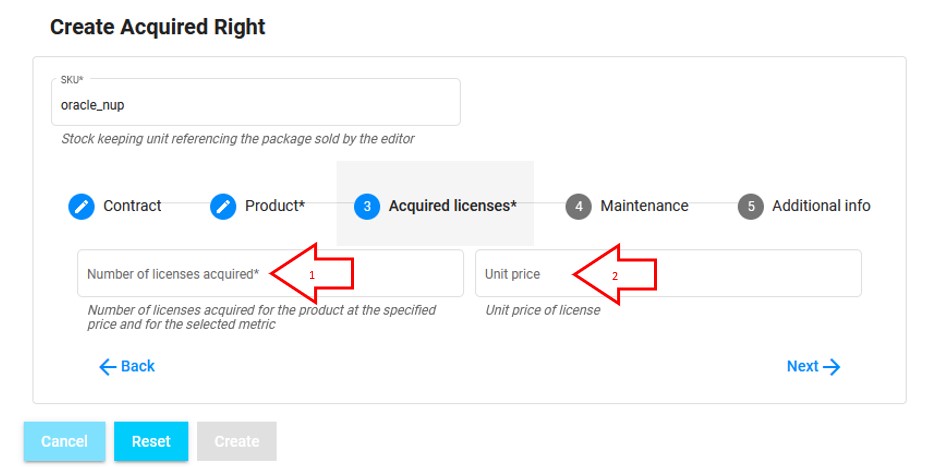 Create Acquired Right
SKU*
oracle_nup
Stock keeping unit referencing the package sold by the editor
Contract
Product*
3 Acquired licenses*
4 Maintenance
5 Additional info
Number of licenses acquired* 1
Unit price 2
Number of licenses acquired for the product at the specified
price and for the selected metric
Unit price of license
Back
Next
Cancel
Reset
Create